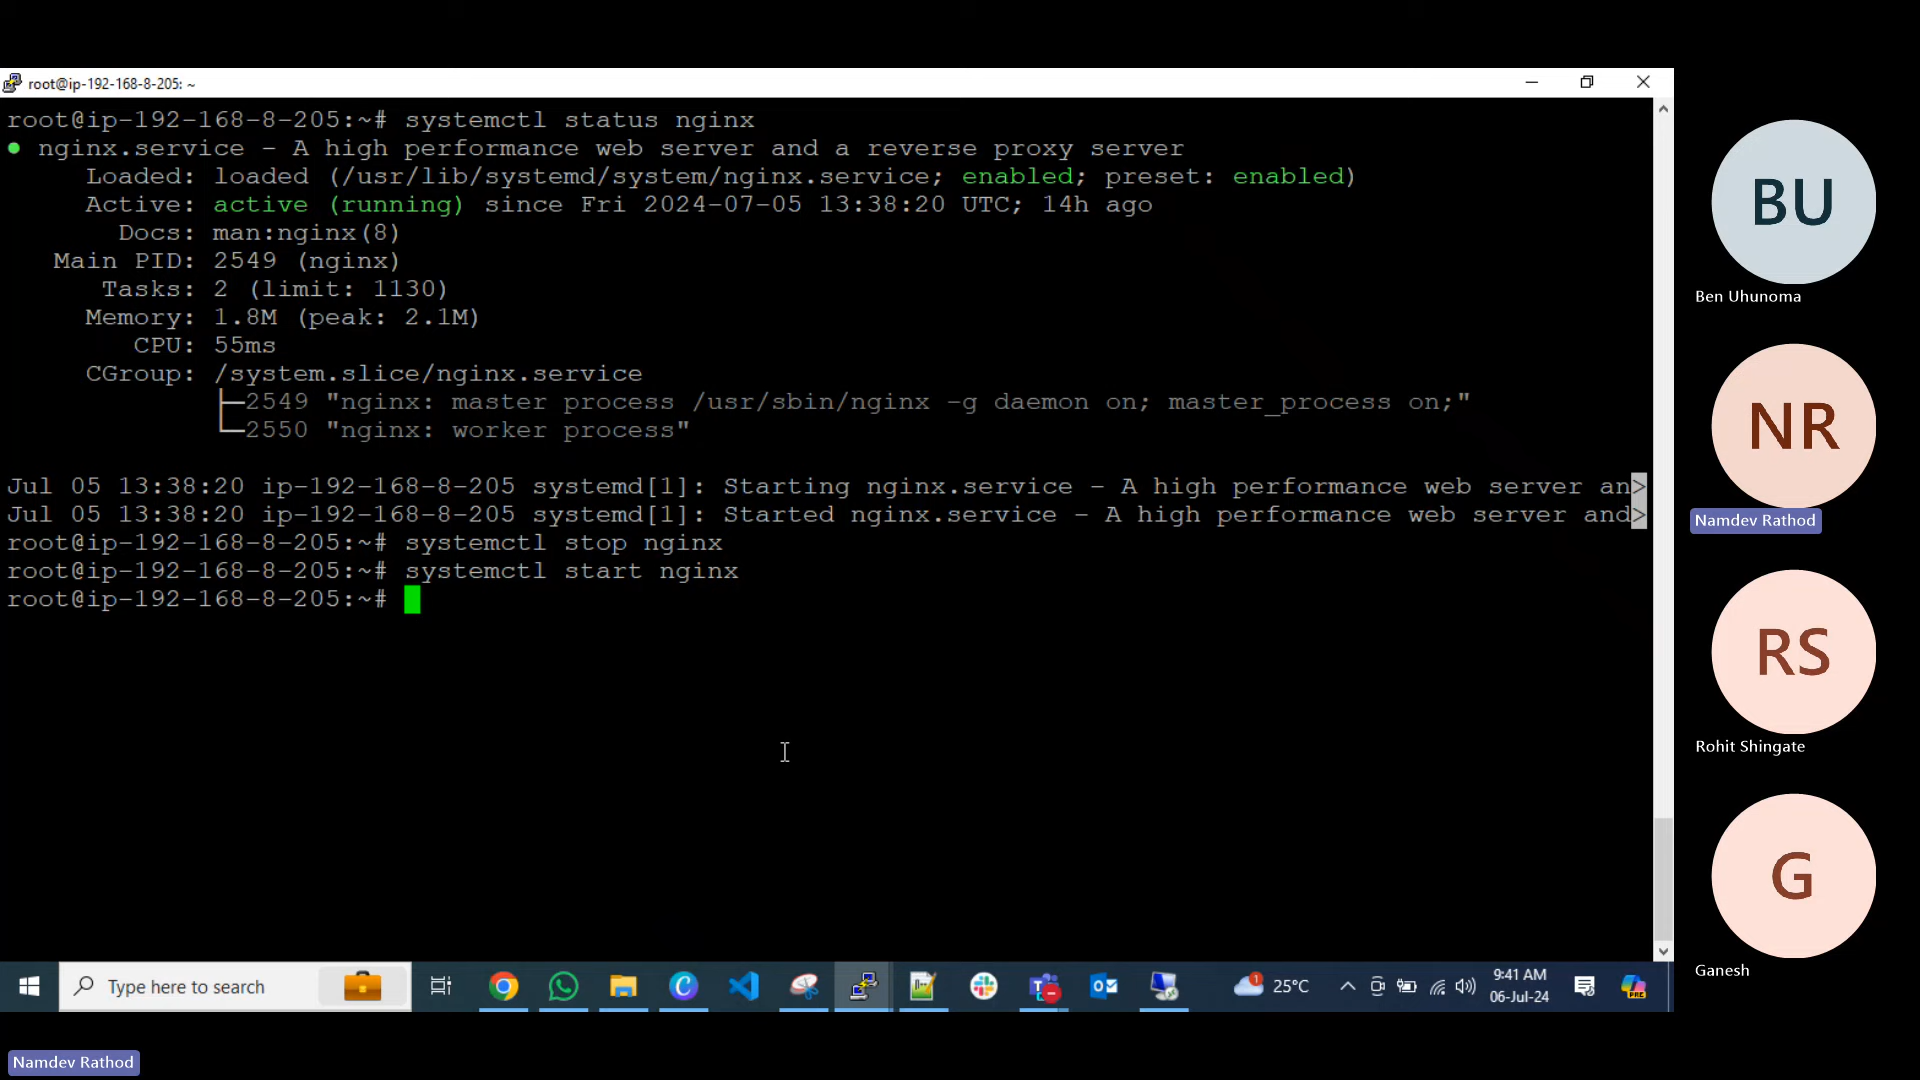 root@ip-192-168-8-205: ~
root@ip-192-168-8-205:~# systemctl status nginx
● nginx.service - A high performance web server and a reverse proxy server
Loaded: loaded (/usr/lib/systemd/system/nginx.service; enabled; preset: enabled)
Active: active (running) since Fri 2024-07-05 13:38:20 UTC; 14h ago
Docs: man:nginx(8)
Main PID: 2549 (nginx)
Tasks: 2 (limit: 1130)
Memory: 1.8M (peak: 2.1M)
CPU: 55ms
CGroup: /system.slice/nginx.service
├─2549 "nginx: master process /usr/sbin/nginx -g daemon on; master_process on;"
└─2550 "nginx: worker process"
Jul 05 13:38:20 ip-192-168-8-205 systemd[1]: Starting nginx.service - A high performance web server an>
Jul 05 13:38:20 ip-192-168-8-205 systemd[1]: Started nginx.service - A high performance web server and>
root@ip-192-168-8-205:~# systemctl stop nginx
root@ip-192-168-8-205:~# systemctl start nginx
root@ip-192-168-8-205:~#
BU
Ben Uhunoma
NR
Namdev Rathod
RS
Rohit Shingate
G
Ganesh
Type here to search
1
25°C
9:41 AM
06-Jul-24
PRE
Namdev Rathod